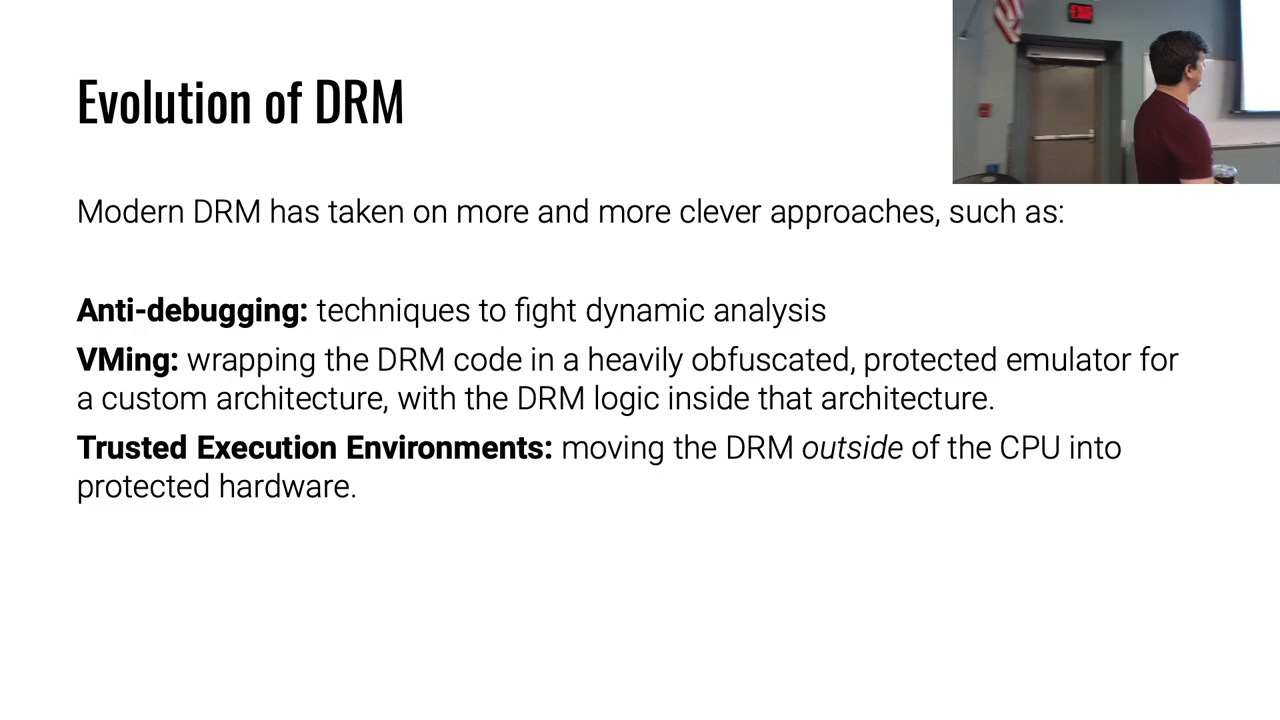 EXIT
Evolution of DRM
Modern DRM has taken on more and more clever approaches, such as:
Anti-debugging: techniques to fight dynamic analysis
VMing: wrapping the DRM code in a heavily obfuscated, protected emulator for
a custom architecture, with the DRM logic inside that architecture.
Trusted Execution Environments: moving the DRM outside of the CPU into
protected hardware.